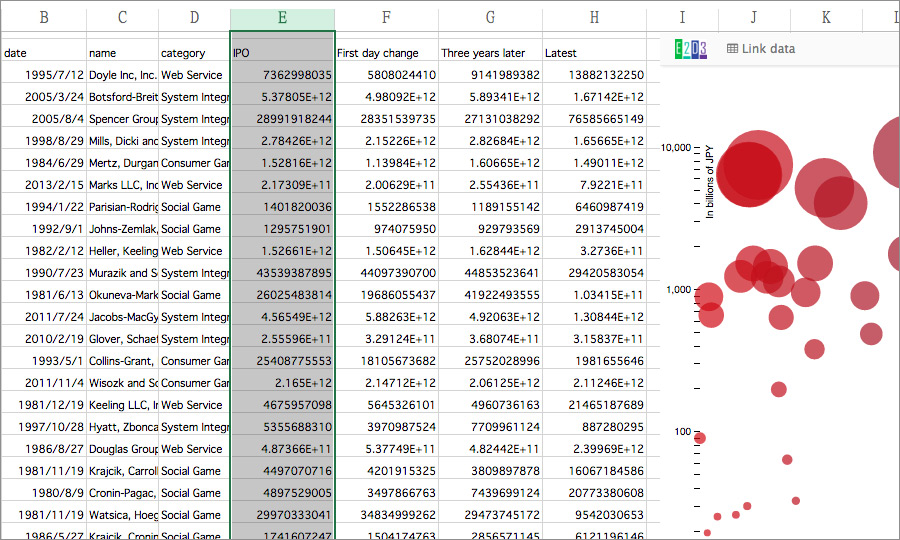 B C D E F G H I J K L
date name category IPO First day change Three years later Latest
E2D3 Link data
1995/7/12 Doyle Inc, Inc. Web Service 7362998035 5808024410 9141989382 13882132250
2005/3/24 Botsford-Breit System Integr 5.37805E+12 4.98092E+12 5.89341E+12 1.67142E+12
2005/8/4 Spencer Group System Integr 28991918244 28351539735 27131038292 76585665149
1998/8/29 Mills, Dicki and System Integr 2.78426E+12 2.15226E+12 2.82684E+12 1.65665E+12
1984/6/29 Mertz, Durgan Consumer Gar 1.52816E+12 1.13984E+12 1.60665E+12 1.49011E+12
2013/2/15 Marks LLC, Inc Web Service 2.17309E+11 2.00629E+11 2.55436E+11 7.9221E+11
1994/1/22 Parisian-Rodrig Social Game 1401820036 1552286538 1189155142 6460987419
1992/9/1 Johns-Zemlak, Social Game 1295751901 974075950 929793569 2913745004
1982/2/12 Heller, Keeling Web Service 1.52661E+12 1.50645E+12 1.62844E+12 3.2736E+11
1990/7/23 Murazik and S System Integr 43539387895 44097390700 44853523641 29420583054
1981/6/13 Okuneva-Mark Social Game 26025483814 19686055437 41922493555 1.03415E+11
2011/7/24 Jacobs-MacGy System Integr 4.56549E+12 5.88263E+12 4.92063E+12 1.30844E+12
2010/2/19 Glover, Schaef System Integr 2.55596E+11 3.29124E+11 3.68074E+11 3.15837E+11
1993/5/1 Collins-Grant, Consumer Gar 25408775553 18105673682 25752028996 1981655646
2011/11/4 Wisozk and So Consumer Gar 2.165E+12 2.14712E+12 2.06125E+12 2.11246E+12
1981/12/19 Keeling LLC, Ir Web Service 4675957098 5645326101 4960736163 21465187689
1997/10/28 Hyatt, Zbonca System Integr 5355688310 3970987524 7709961124 887280295
1986/8/27 Douglas Group Web Service 4.87366E+11 5.37749E+11 4.82442E+11 2.39969E+12
1981/11/19 Krajcik, Carroll Social Game 4497070716 4201915325 3809897878 16067184586
1980/8/9 Cronin-Pagac, Social Game 4897529005 3497866763 7439699124 20773380608
1981/11/19 Watsica, Hoeg Social Game 29970333041 34834999262 29473745172 9542030653
1986/5/27 Krajcik, Cronin Social Game 1741607247 1504174763 2856571145 6121196146
10,000
In billions of JPY
1,000
100